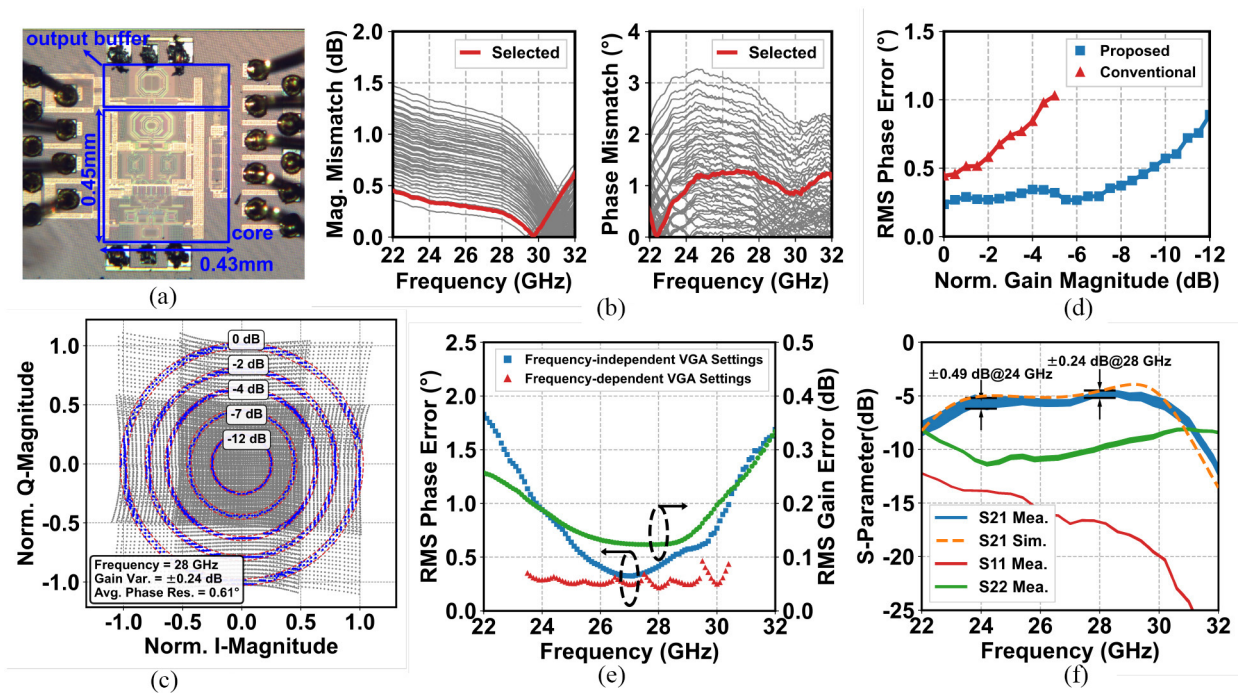 output buffer
0.45mm
core
0.43mm
(a)
Mag. Mismatch (dB)
2.0
1.5
1.0
0.5
0.0
Selected
22 24 26 28 30 32
Frequency (GHz)
Phase Mismatch (°)
4
3
2
1
0
Selected
22 24 26 28 30 32
Frequency (GHz)
(b)
RMS Phase Error (°)
1.5
1.0
0.5
0.0
Proposed
Conventional
0 -2 -4 -6 -8 -10 -12
Norm. Gain Magnitude (dB)
(d)
Norm. Q-Magnitude
1.0
0.5
0.0
-0.5
-1.0
0 dB
-2 dB
-4 dB
-7 dB
-12 dB
Frequency = 28 GHz
Gain Var. = ±0.24 dB
Avg. Phase Res. = 0.61°
-1.0 -0.5 0.0 0.5 1.0
Norm. I-Magnitude
(c)
RMS Phase Error (°)
2.5
2.0
1.5
1.0
0.5
0.0
Frequency-independent VGA Settings
Frequency-dependent VGA Settings
0.5
0.4
0.3
0.2
0.1
0.0
RMS Gain Error (dB)
22 24 26 28 30 32
Frequency (GHz)
(e)
S-Parameter(dB)
0
-5
-10
-15
-20
-25
±0.49 dB@24 GHz
±0.24 dB@28 GHz
S21 Mea.
S21 Sim.
S11 Mea.
S22 Mea.
22 24 26 28 30 32
Frequency (GHz)
(f)